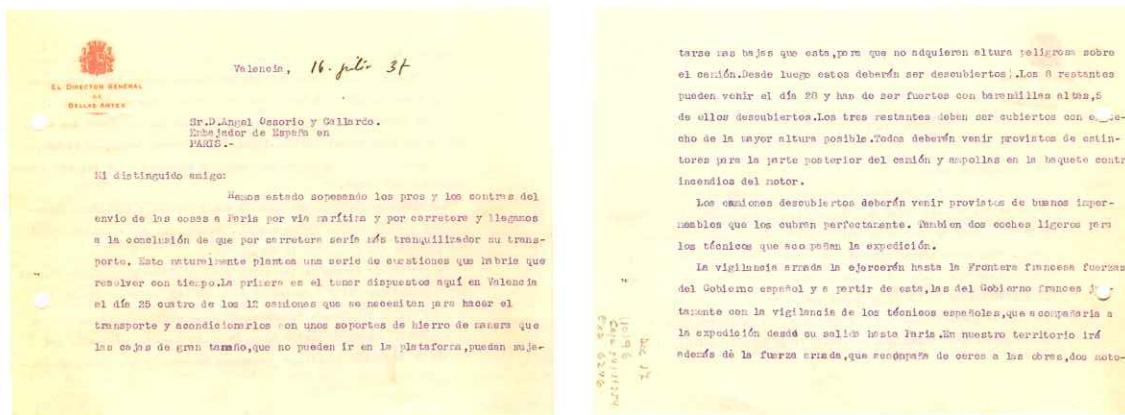 EL DIRECTOR GENERAL
DE
BELLAS ARTES
Valencia, 16 - julio 37
Sr.D.Angel Ossorio y Gallardo.
Embajador de España en
PARIS.-
Mi distinguido amigo:
Hemos estado sopesando los pros y los contras del
envio de las cosas a Paris por via marítima y por carretera y llegamos
a la conclusión de que por carretera sería más tranquilizador su trans-
porte. Esto naturalmente plantea una serie de cuestiones que habria que
resolver con tiempo.La primera es el tener dispuestos aquí en Valencia
el día 25 cuatro de los 12 camiones que se necesitan para hacer el
transporte y acondicionarlos con unos soportes de hierro de manera que
las cajas de gran tamaño,que no pueden ir en la plataforma,puedan suje-
tarse mas bajas que esta,para que no adquieran altura peligrosa sobre
el camión.Desde luego estos deberán ser descubiertos;.Los 8 restantes
pueden venir el día 28 y han de ser fuertes con barandillas altas,5
de ellos descubiertos.Los tres restantes deben ser cubiertos con
cho de la mayor altura posible.Todos deberán venir provistos de extin-
tores para la parte posterior del camión y ampollas en la baquete contr
incendios del motor.
Los camiones descubiertos deberán venir provistos de buenos imper-
meables que los cubran perfectamente. Tambien dos coches ligeros para
los técnicos que aco pañan la expedición.
La vigilancia armada la ejercerán hasta la Frontera francesa fuerzas
del Gobierno español y a partir de esta,las del Gobierno frances
tamente con la vigilancia de los técnicos españoles,que acompañaria a
la expedición desdé su salida hasta Paris.En nuestro territorio irá
además dè la fuerza armada,que acompaña de cerca a las obras,dos moto-